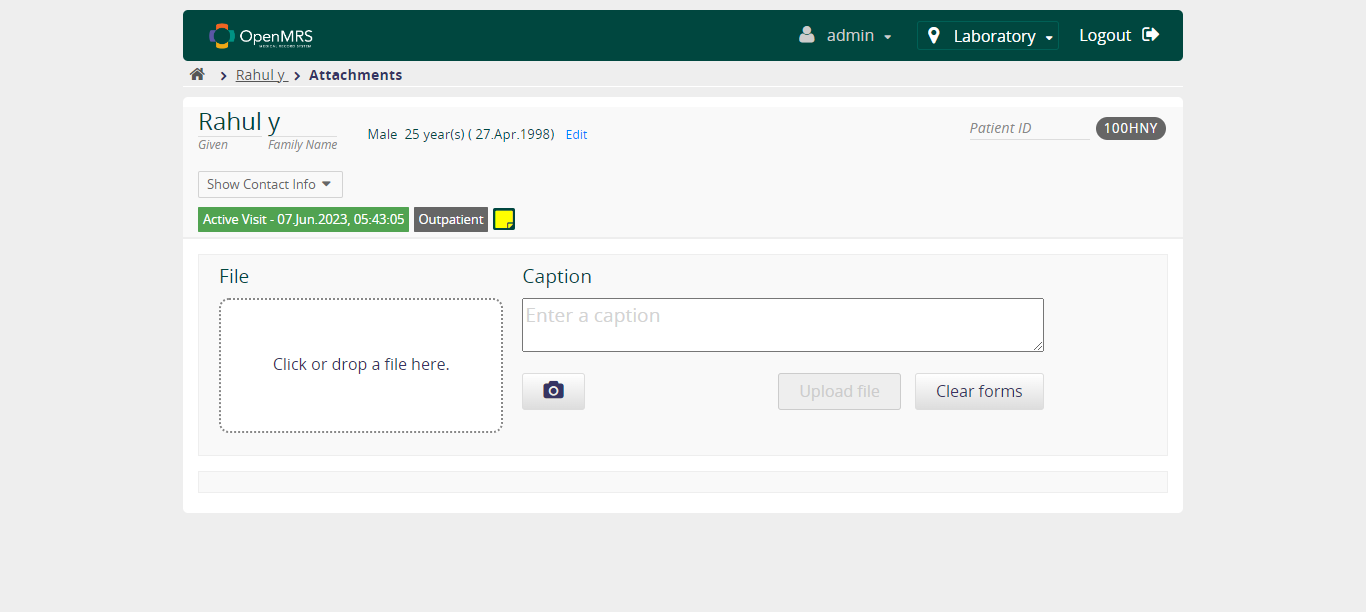 OpenMRS
MEDICAL RECORD SYSTEM
admin
Laboratory
Logout
Rahul y
Attachments
Rahul y
Given
Family Name
Male 25 year(s) ( 27.Apr.1998)
Edit
Patient ID
100HNY
Show Contact Info
Active Visit - 07.Jun.2023, 05:43:05
Outpatient
File
Caption
Click or drop a file here.
Enter a caption
Upload file
Clear forms